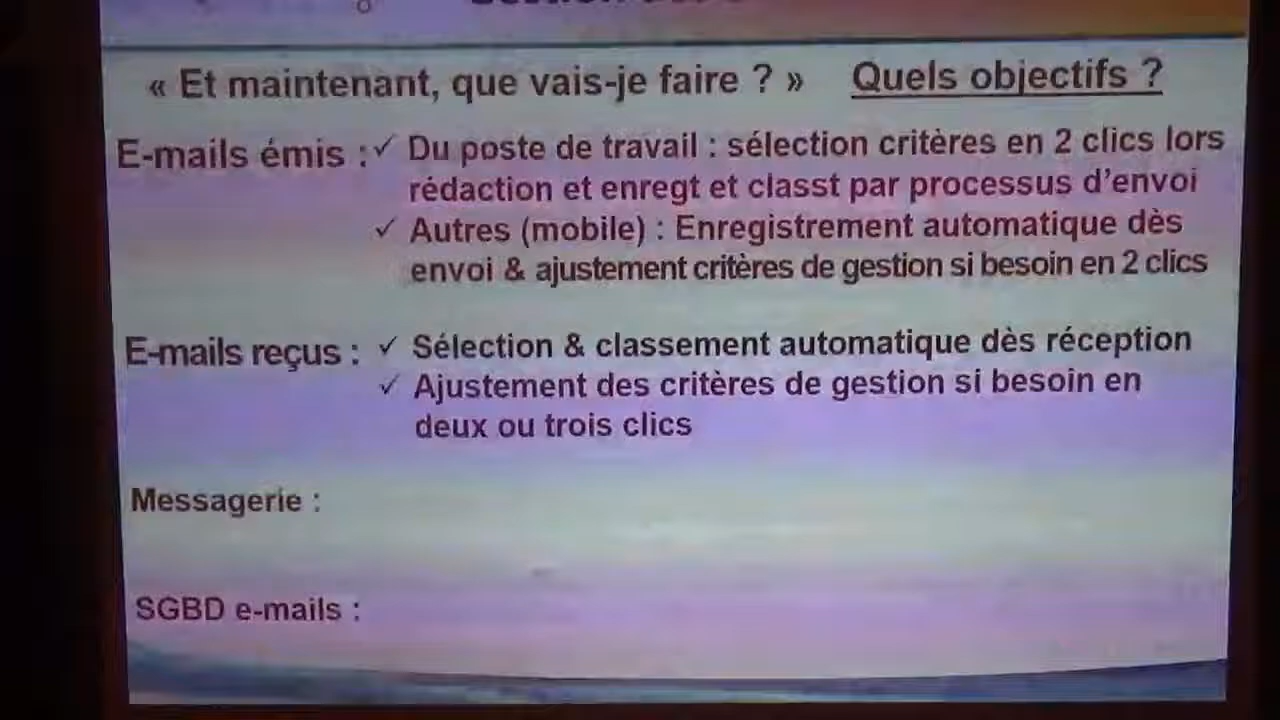 « Et maintenant, que vais-je faire ? » Quels objectifs ?
E-mails émis : ✓ Du poste de travail : sélection critères en 2 clics lors
rédaction et enregt et classt par processus d'envoi
✓ Autres (mobile) : Enregistrement automatique dès
envoi & ajustement critères de gestion si besoin en 2 clics
E-mails reçus : ✓ Sélection & classement automatique dès réception
✓ Ajustement des critères de gestion si besoin en
deux ou trois clics
Messagerie :
SGBD e-mails :